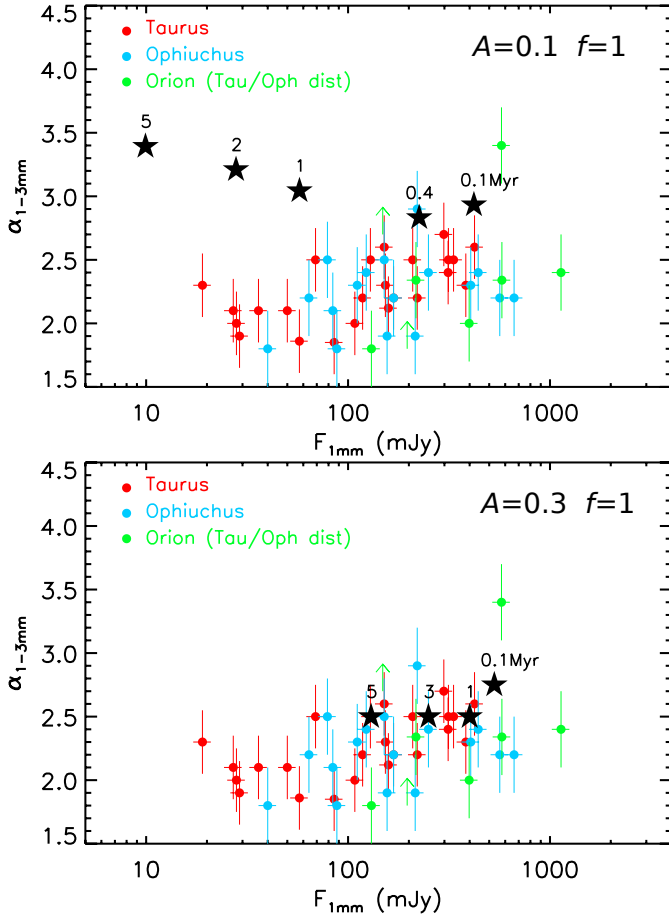 4.5
4.0
3.5
3.0
2.5
2.0
1.5
α1−3mm
Taurus
Ophiuchus
Orion (Tau/Oph dist)
A=0.1 f=1
5
2
1
0.4
0.1Myr
10
100
1000
F1mm (mJy)
4.5
4.0
3.5
3.0
2.5
2.0
1.5
α1−3mm
Taurus
Ophiuchus
Orion (Tau/Oph dist)
A=0.3 f=1
5
3
1
0.1Myr
10
100
1000
F1mm (mJy)